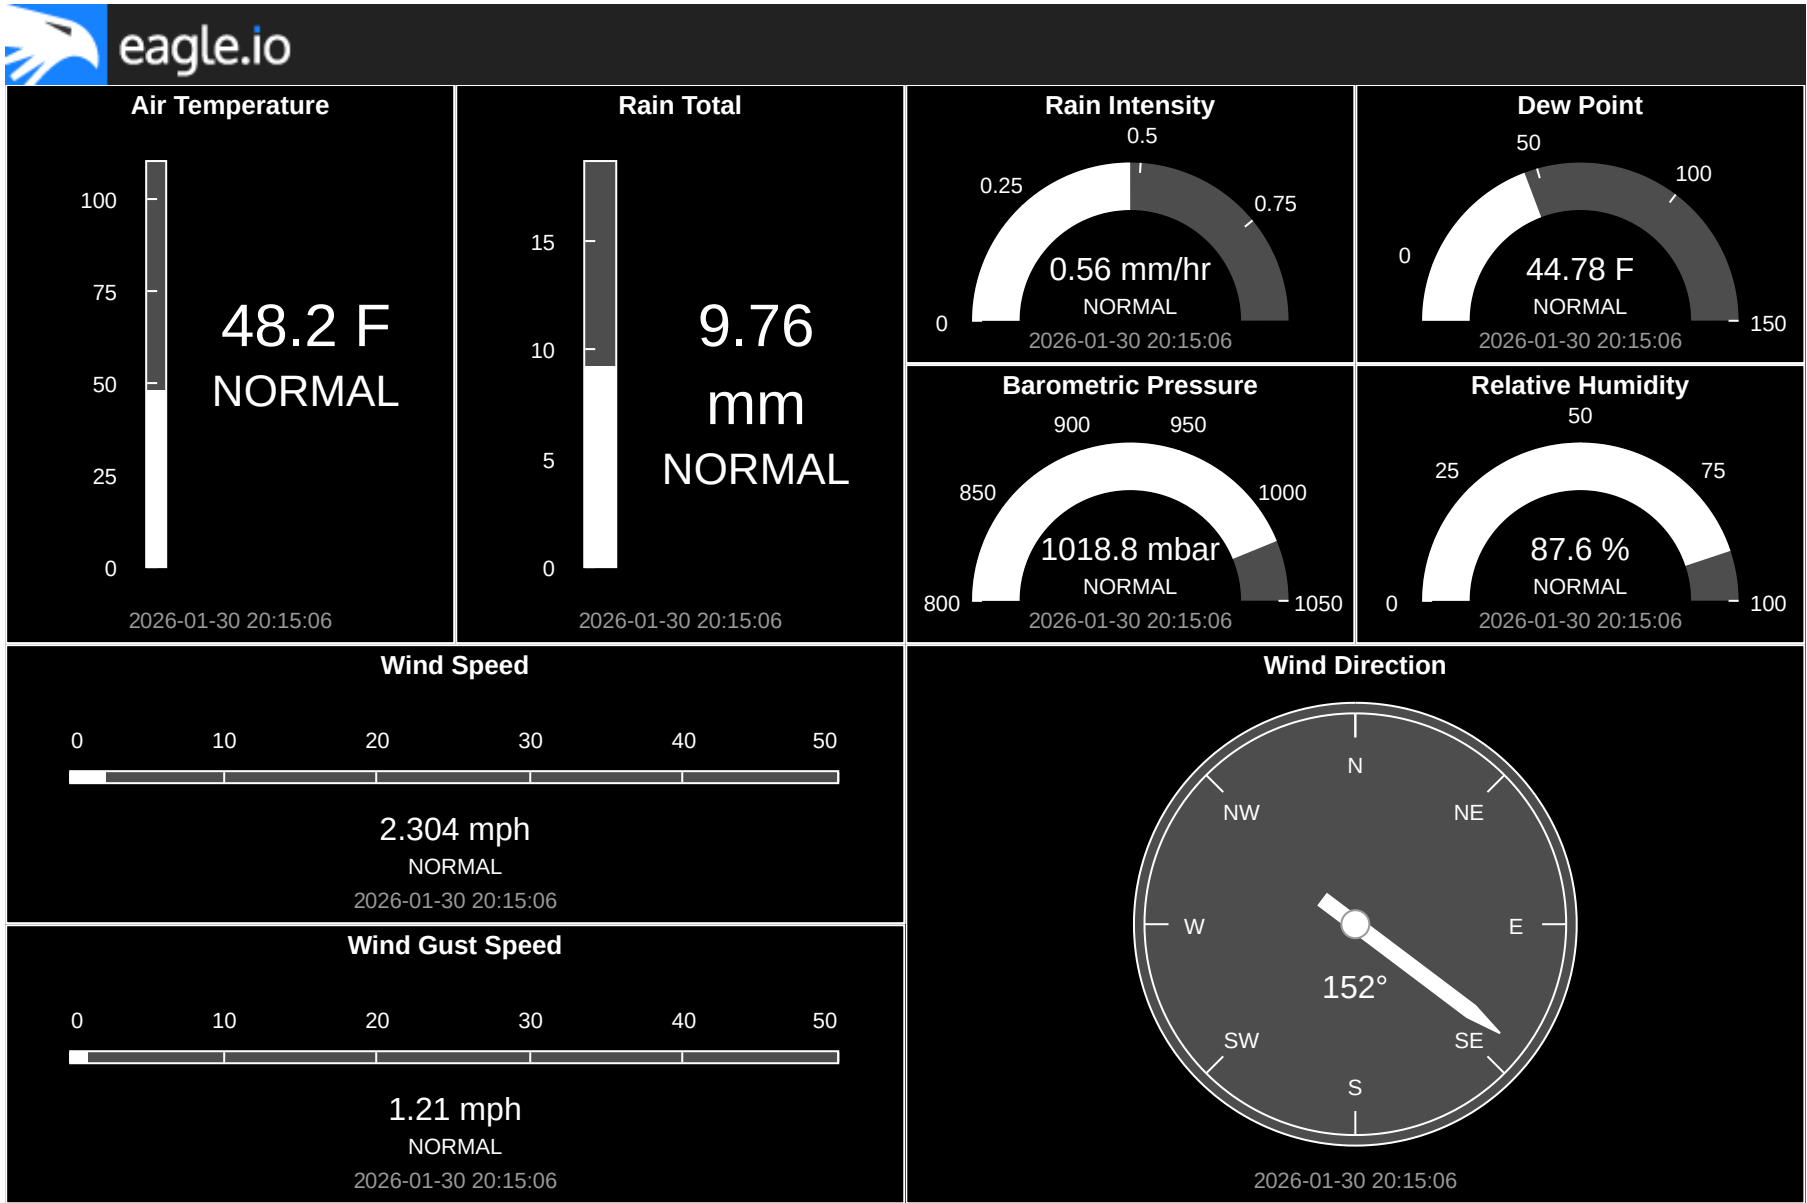 eagle.io
Air Temperature
100
75
50
25
0
48.2 F
NORMAL
2026-01-30 20:15:06
Rain Total
15
10
5
0
9.76
mm
NORMAL
2026-01-30 20:15:06
Rain Intensity
0.5
0.25
0.75
0
0.56 mm/hr
NORMAL
2026-01-30 20:15:06
Dew Point
50
100
0
150
44.78 F
NORMAL
2026-01-30 20:15:06
Barometric Pressure
900 950
850 1000
800 1050
1018.8 mbar
NORMAL
2026-01-30 20:15:06
Relative Humidity
50
25 75
0 100
87.6 %
NORMAL
2026-01-30 20:15:06
Wind Speed
0 10 20 30 40 50
2.304 mph
NORMAL
2026-01-30 20:15:06
Wind Gust Speed
0 10 20 30 40 50
1.21 mph
NORMAL
2026-01-30 20:15:06
Wind Direction
N
NW NE
W E
152°
SW SE
S
2026-01-30 20:15:06